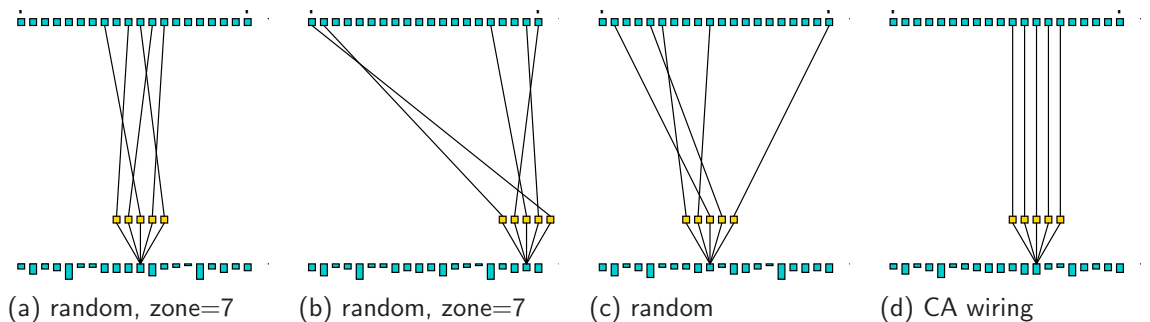 (a) random, zone=7
(b) random, zone=7
(c) random
(d) CA wiring